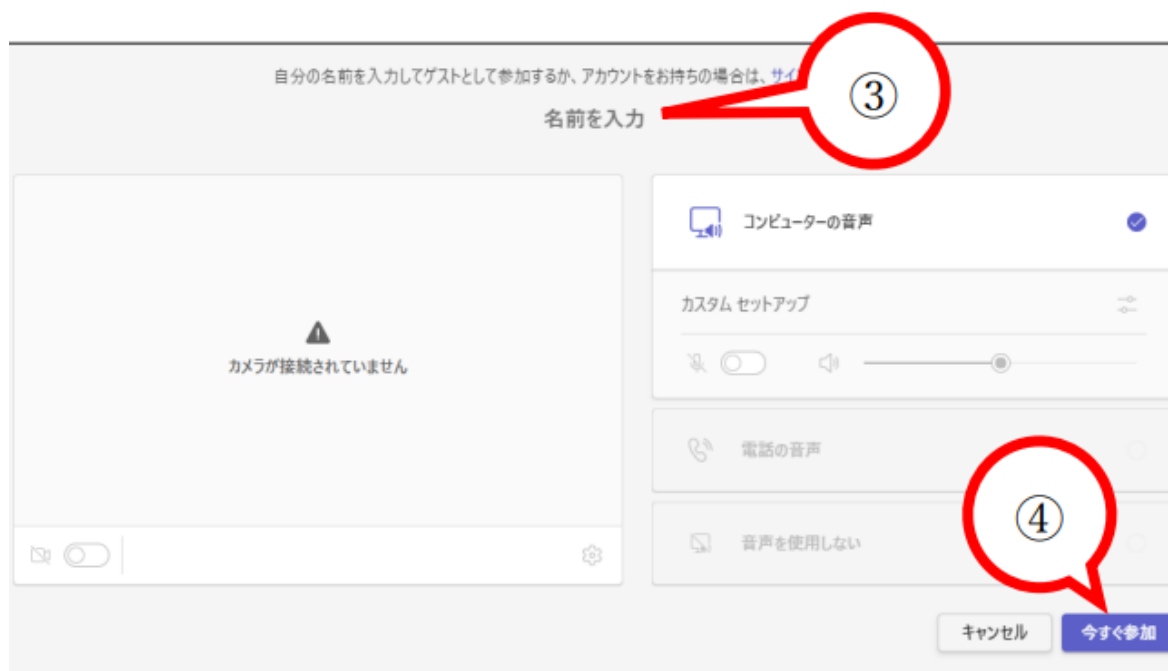 自分の名前を入力してゲストとして参加するか、アカウントをお持ちの場合は、サイ
③
名前を入力
コンピューターの音声
カスタム セットアップ
カメラが接続されていません
電話の音声
④
音声を使用しない
キャンセル
今すぐ参加